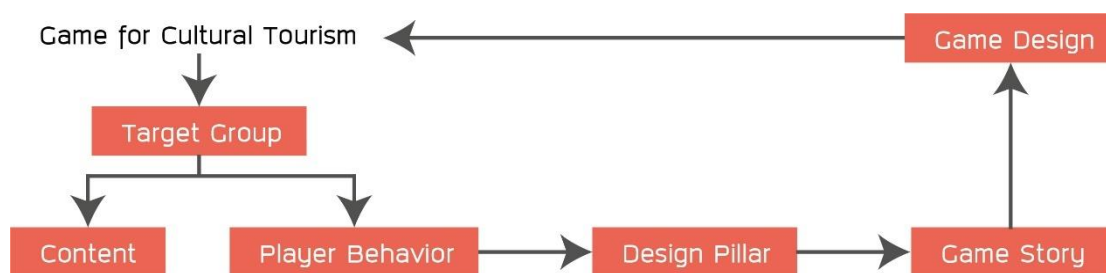 Game for Cultural Tourism
Game Design
Target Group
Content
Player Behavior
Design Pillar
Game Story